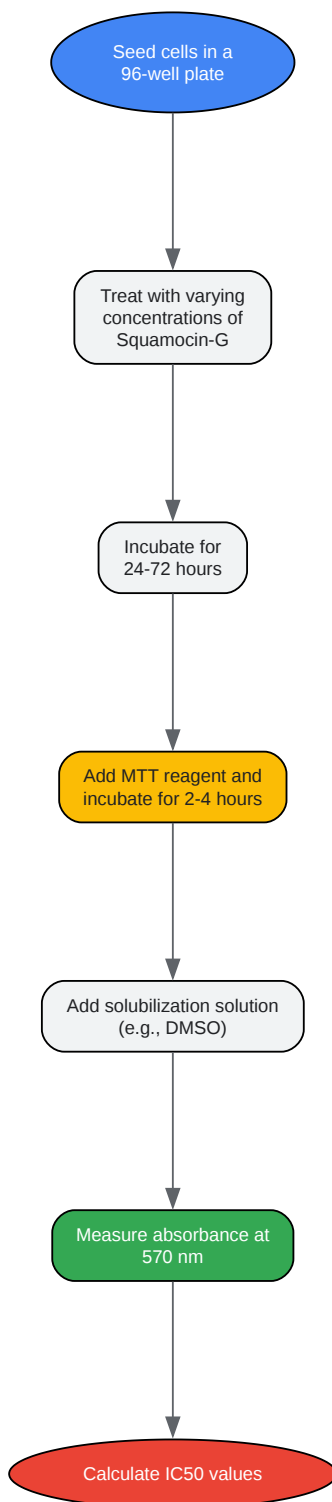 Seed cells in a
96-well plate
Treat with varying
concentrations of
Squamocin-G
Incubate for
24-72 hours
Add MTT reagent and
incubate for 2-4 hours
Add solubilization solution
(e.g., DMSO)
Measure absorbance at
570 nm
Calculate IC50 values